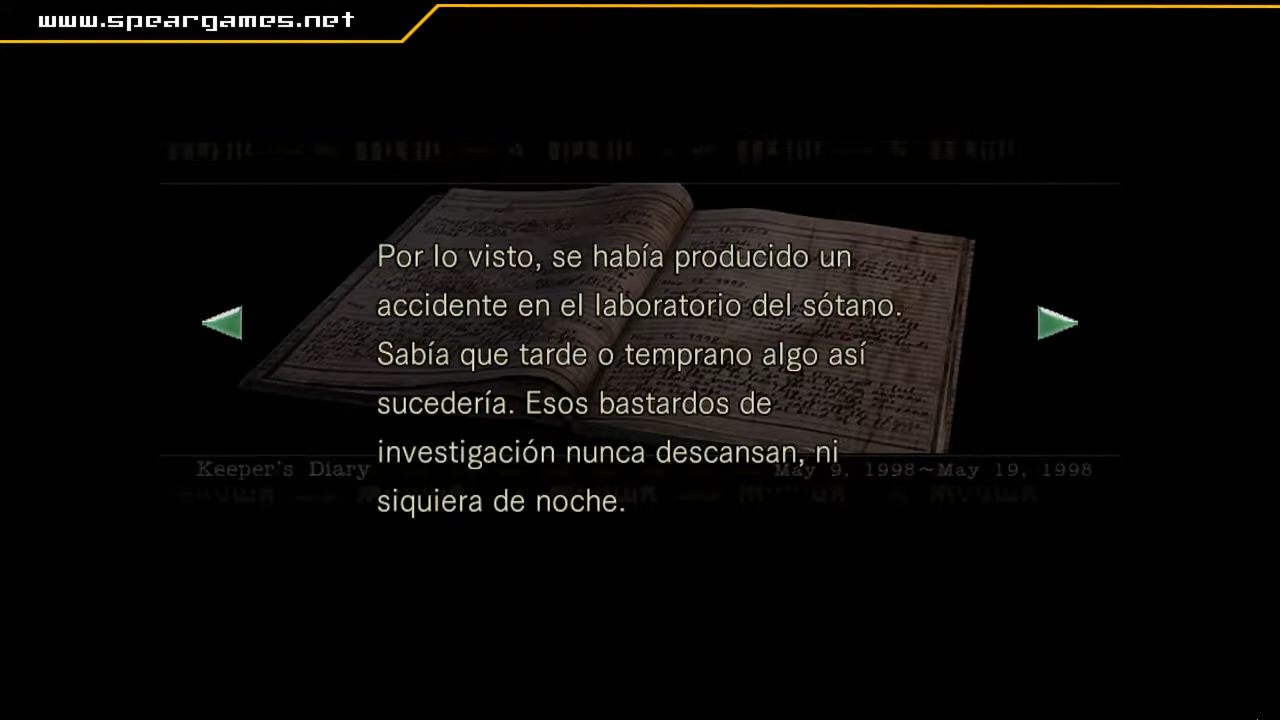 www.speargames.net
Por lo visto, se había producido un
accidente en el laboratorio del sótano.
Sabía que tarde o temprano algo así
sucedería. Esos bastardos de
investigación nunca descansan, ni
siquiera de noche.
Keeper's Diary
May 9, 1998~May 19, 1998